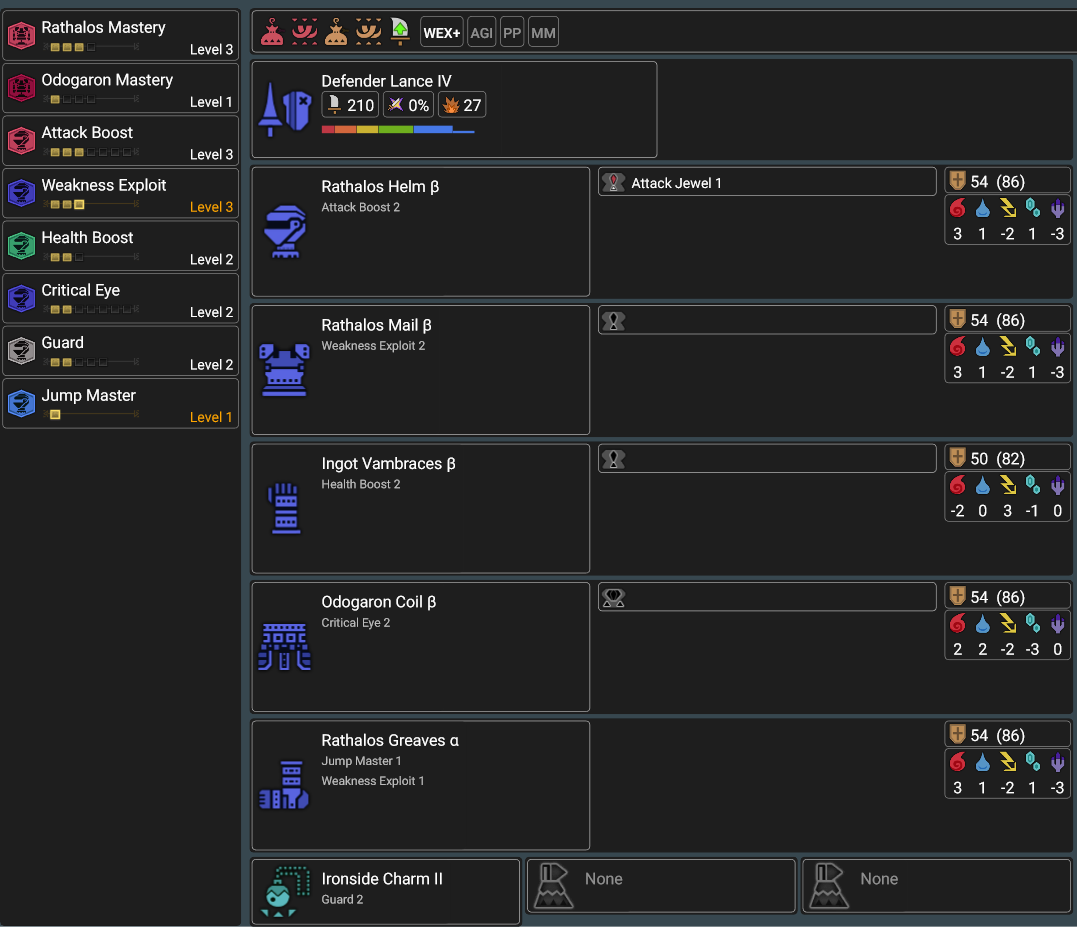 Rathalos Mastery
Level 3
Odogaron Mastery
Level 1
Attack Boost
Level 3
Weakness Exploit
Level 3
Health Boost
Level 2
Critical Eye
Level 2
Guard
Level 2
Jump Master
Level 1
WEX+ AGI PP MM
Defender Lance IV
210 0% 27
Rathalos Helm β
Attack Boost 2
Attack Jewel 1
54 (86)
3 1 -2 1 -3
Rathalos Mail β
Weakness Exploit 2
54 (86)
3 1 -2 1 -3
Ingot Vambraces β
Health Boost 2
50 (82)
-2 0 3 -1 0
Odogaron Coil β
Critical Eye 2
54 (86)
2 2 -2 -3 0
Rathalos Greaves α
Jump Master 1
Weakness Exploit 1
54 (86)
3 1 -2 1 -3
Ironside Charm II
Guard 2
None
None